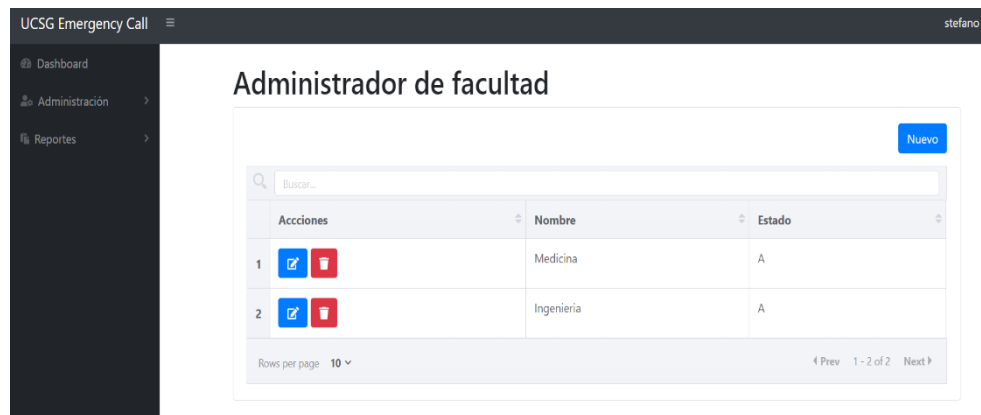 UCSG Emergency Call
stefano
Dashboard
Administración
Reportes
Administrador de facultad
Nuevo
Buscar...
Accciones Nombre Estado
1 Medicina A
2 Ingenieria A
Rows per page 10 Prev 1 - 2 of 2 Next